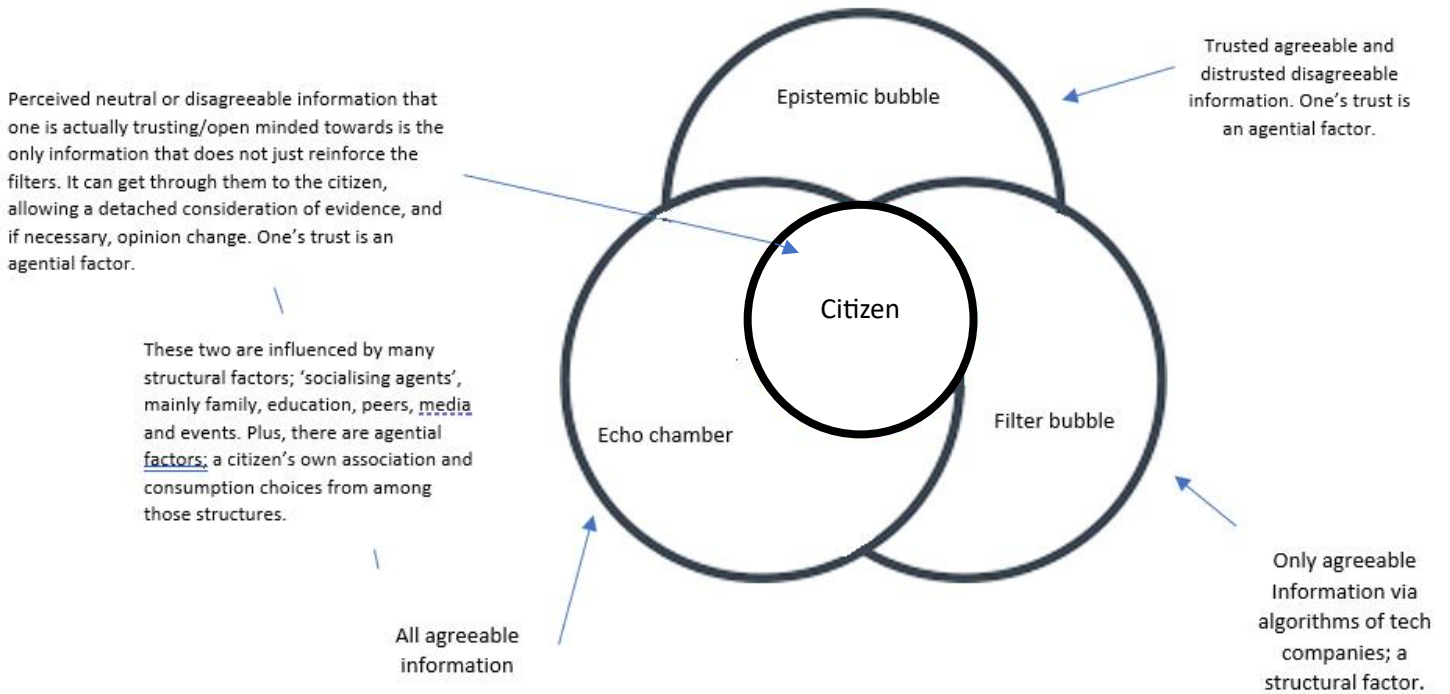 Epistemic bubble
Trusted agreeable and
distrusted disagreeable
information. One’s trust is
an agential factor.
Perceived neutral or disagreeable information that
one is actually trusting/open minded towards is the
only information that does not just reinforce the
filters. It can get through them to the citizen,
allowing a detached consideration of evidence, and
if necessary, opinion change. One’s trust is an
agential factor.
Citizen
These two are influenced by many
structural factors; ‘socialising agents’,
mainly family, education, peers, media
and events. Plus, there are agential
factors; a citizen’s own association and
consumption choices from among
those structures.
Echo chamber
Filter bubble
All agreeable
information
Only agreeable
Information via
algorithms of tech
companies; a
structural factor.